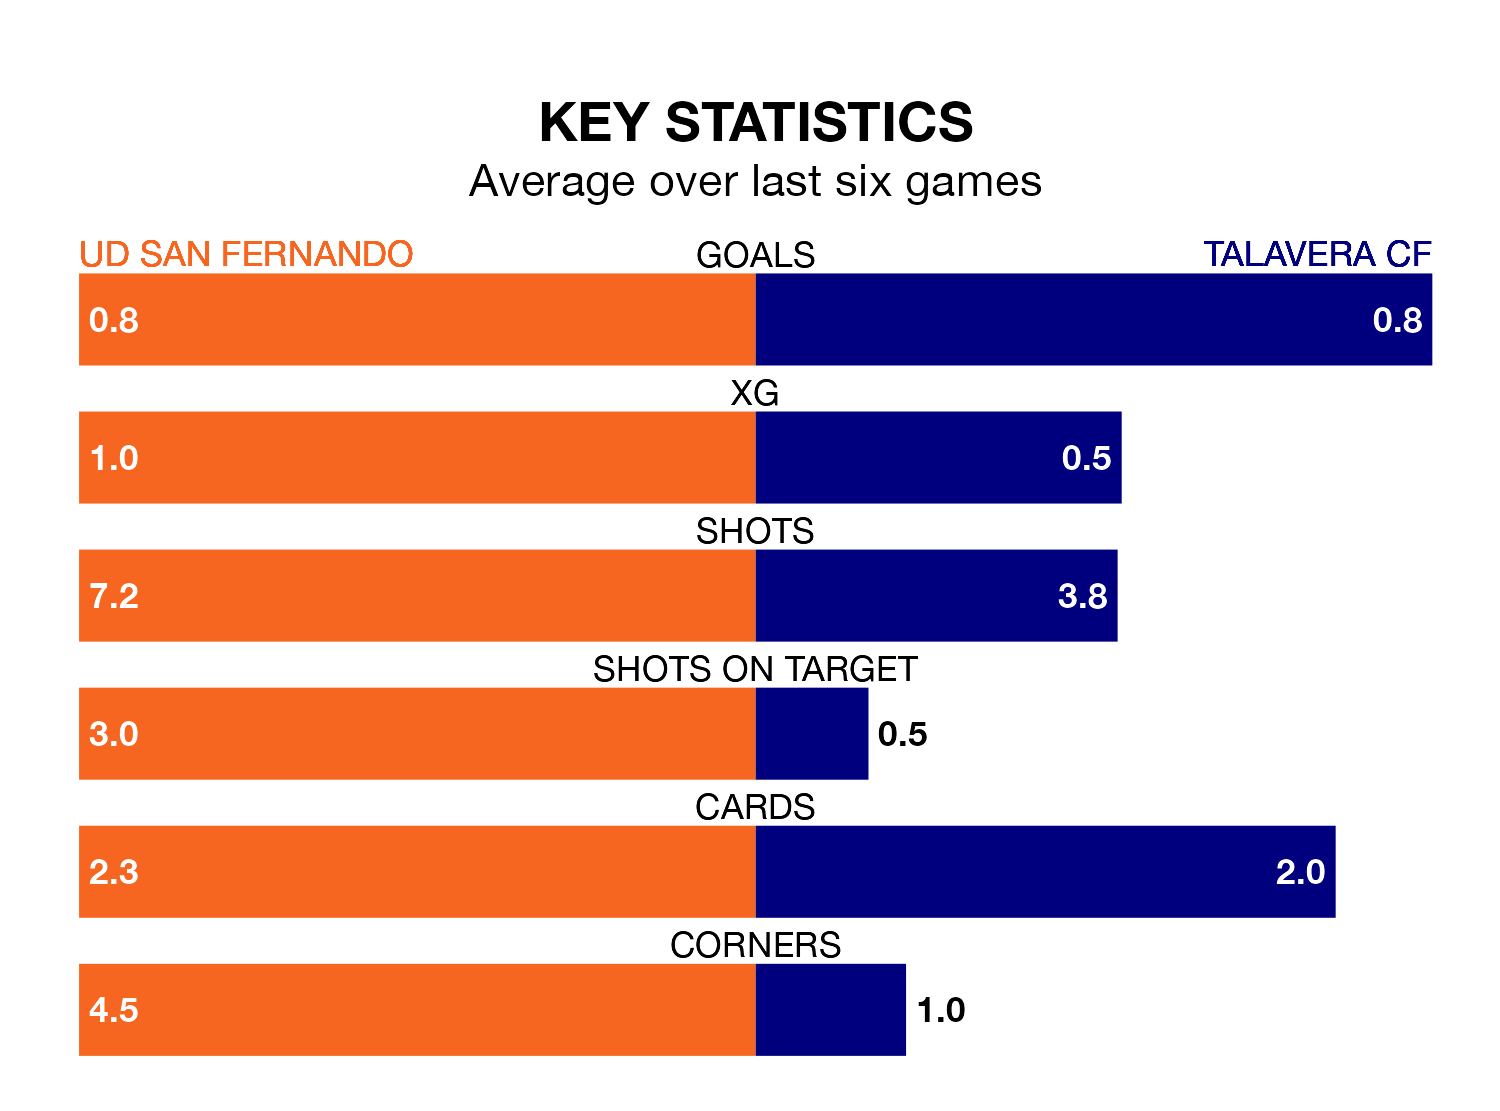 KEY STATISTICS
Average over last six games
UD SAN FERNANDO GOALS TALAVERA CF
0.8 0.8
XG
1.0 0.5
SHOTS
7.2 3.8
SHOTS ON TARGET
3.0 0.5
CARDS
2.3 2.0
CORNERS
4.5 1.0